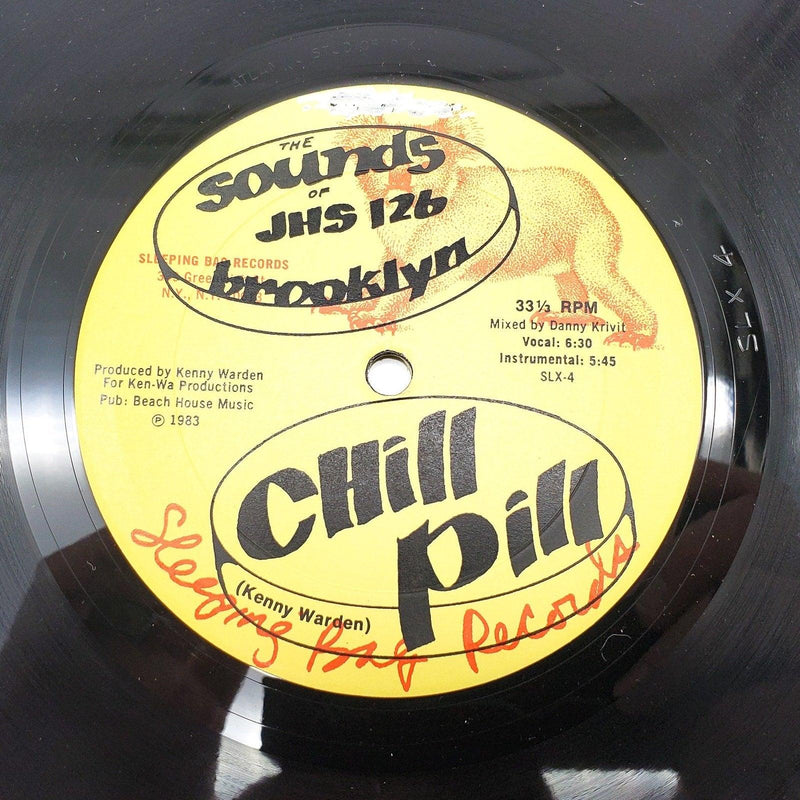 THE
sounds
OF
JHS 126
brooklyn
SLEEPING BAG RECORDS
N.Y., N.Y.
33⅓ RPM
Mixed by Danny Krivit
Vocal: 6:30
Instrumental: 5:45
SLX-4
Produced by Kenny Warden
For Ken-Wa Productions
Pub: Beach House Music
℗ 1983
CHill
pill
(Kenny Warden)
Sleeping Bag Records
SLX 4